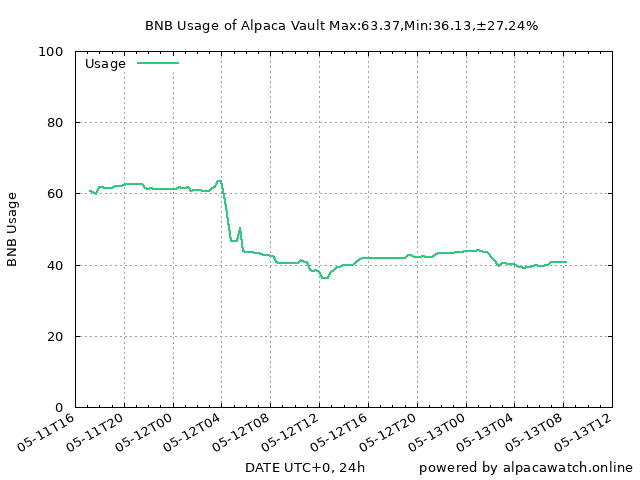 BNB Usage of Alpaca Vault Max:63.37,Min:36.13,±27.24%
Usage
100
80
60
40
20
0
BNB Usage
05-11T16
05-11T20
05-12T00
05-12T04
05-12T08
05-12T12
05-12T16
05-12T20
05-13T00
05-13T04
05-13T08
05-13T12
DATE UTC+0, 24h
powered by alpacawatch.online